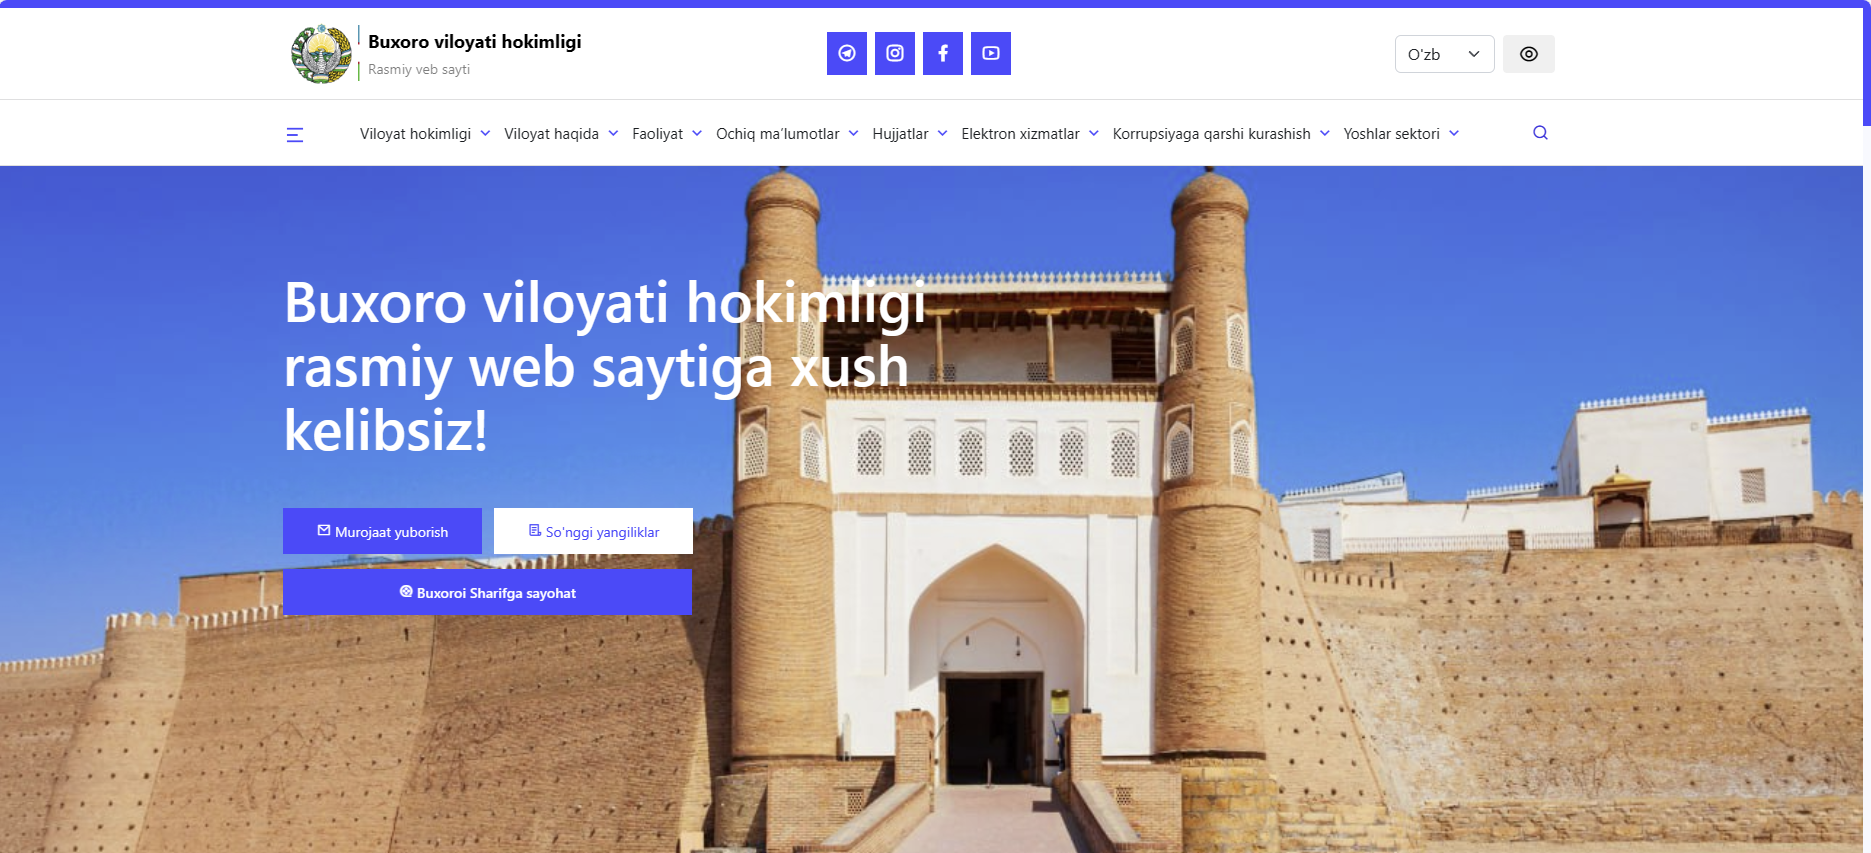 Buxoro viloyati hokimligi
Rasmiy veb sayti
O'zb
Viloyat hokimligi Viloyat haqida Faoliyat Ochiq ma’lumotlar Hujjatlar Elektron xizmatlar Korrupsiyaga qarshi kurashish Yoshlar sektori
Buxoro viloyati hokimligi
rasmiy web saytiga xush
kelibsiz!
Murojaat yuborish So'nggi yangiliklar
Buxoroi Sharifga sayohat